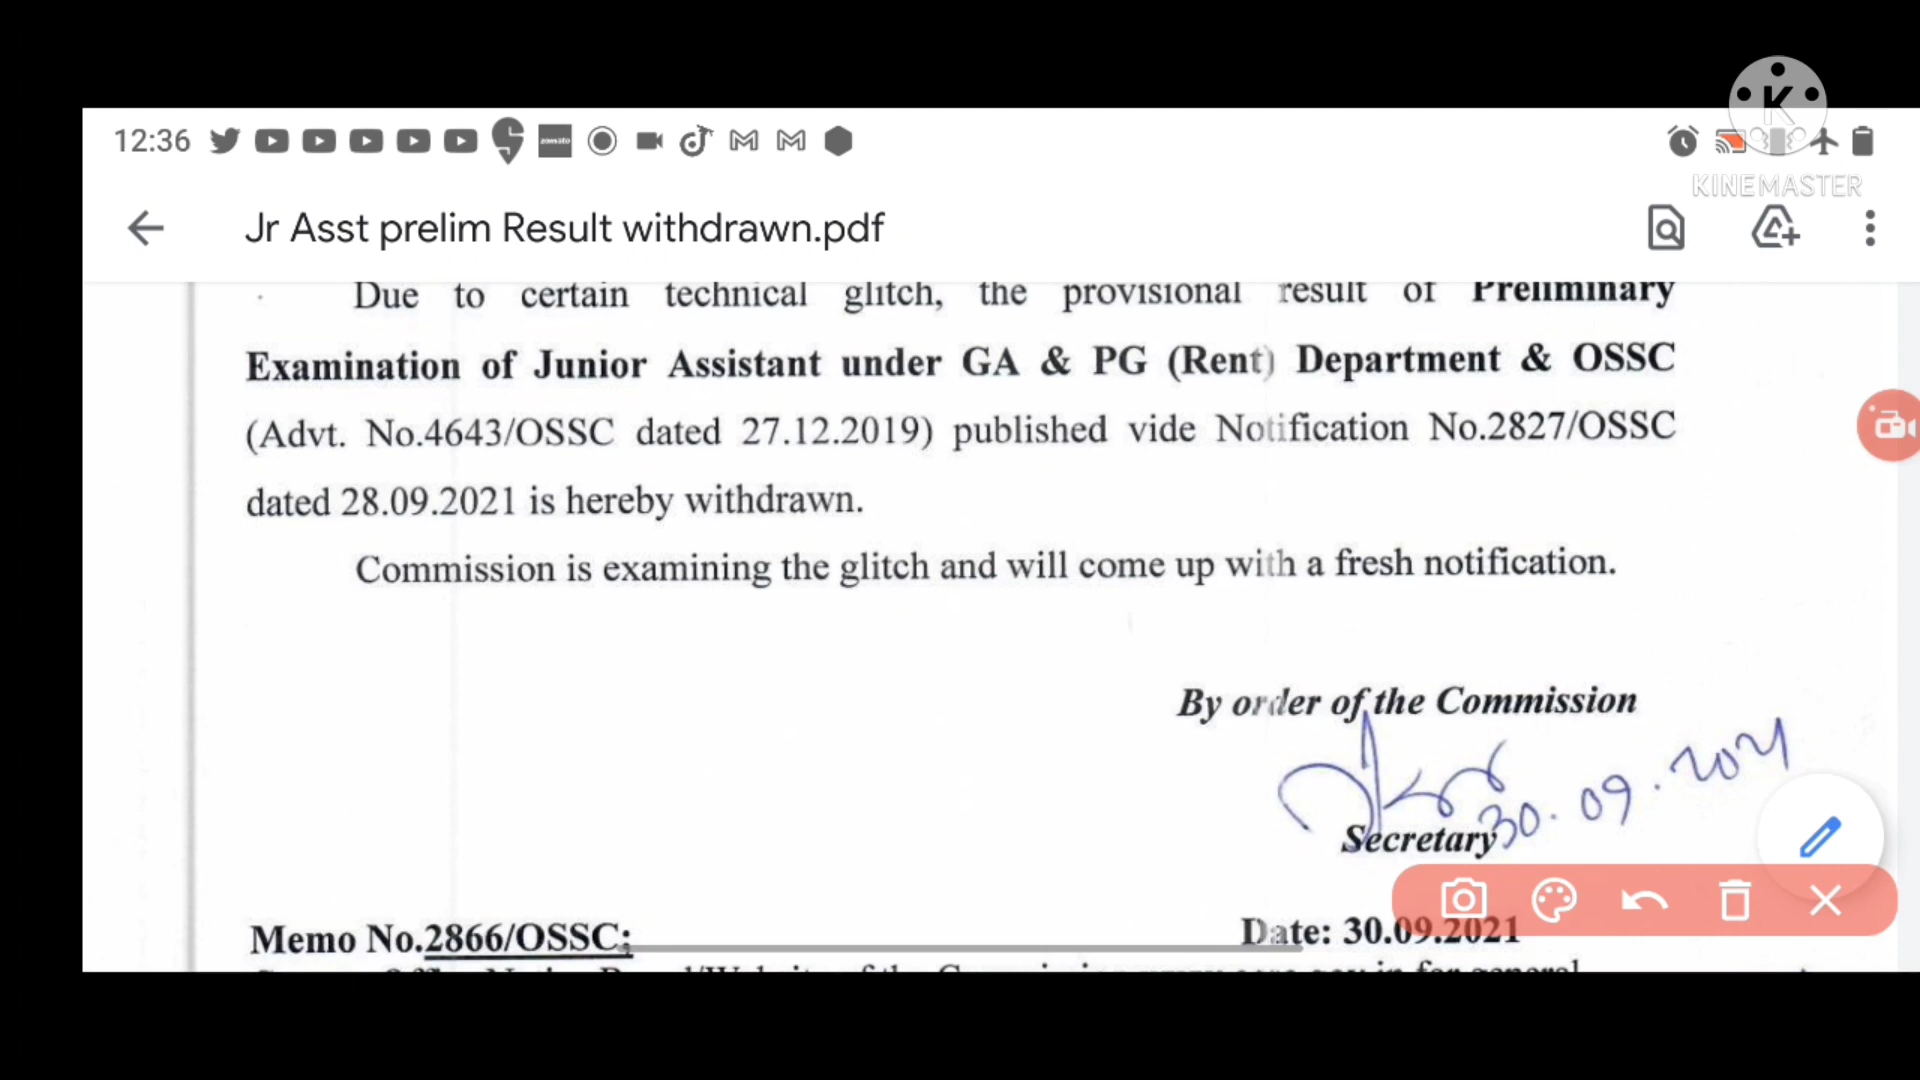 KINEMASTER
12:36
zomato
Jr Asst prelim Result withdrawn.pdf
Due to certain technical glitch, the provisional result of Preliminary
Examination of Junior Assistant under GA & PG (Rent) Department & OSSC
(Advt. No.4643/OSSC dated 27.12.2019) published vide Notification No.2827/OSSC
dated 28.09.2021 is hereby withdrawn.
Commission is examining the glitch and will come up with a fresh notification.
By order of the Commission
30.09.2021
Secretary
Memo No.2866/OSSC; Date: 30.09.2021